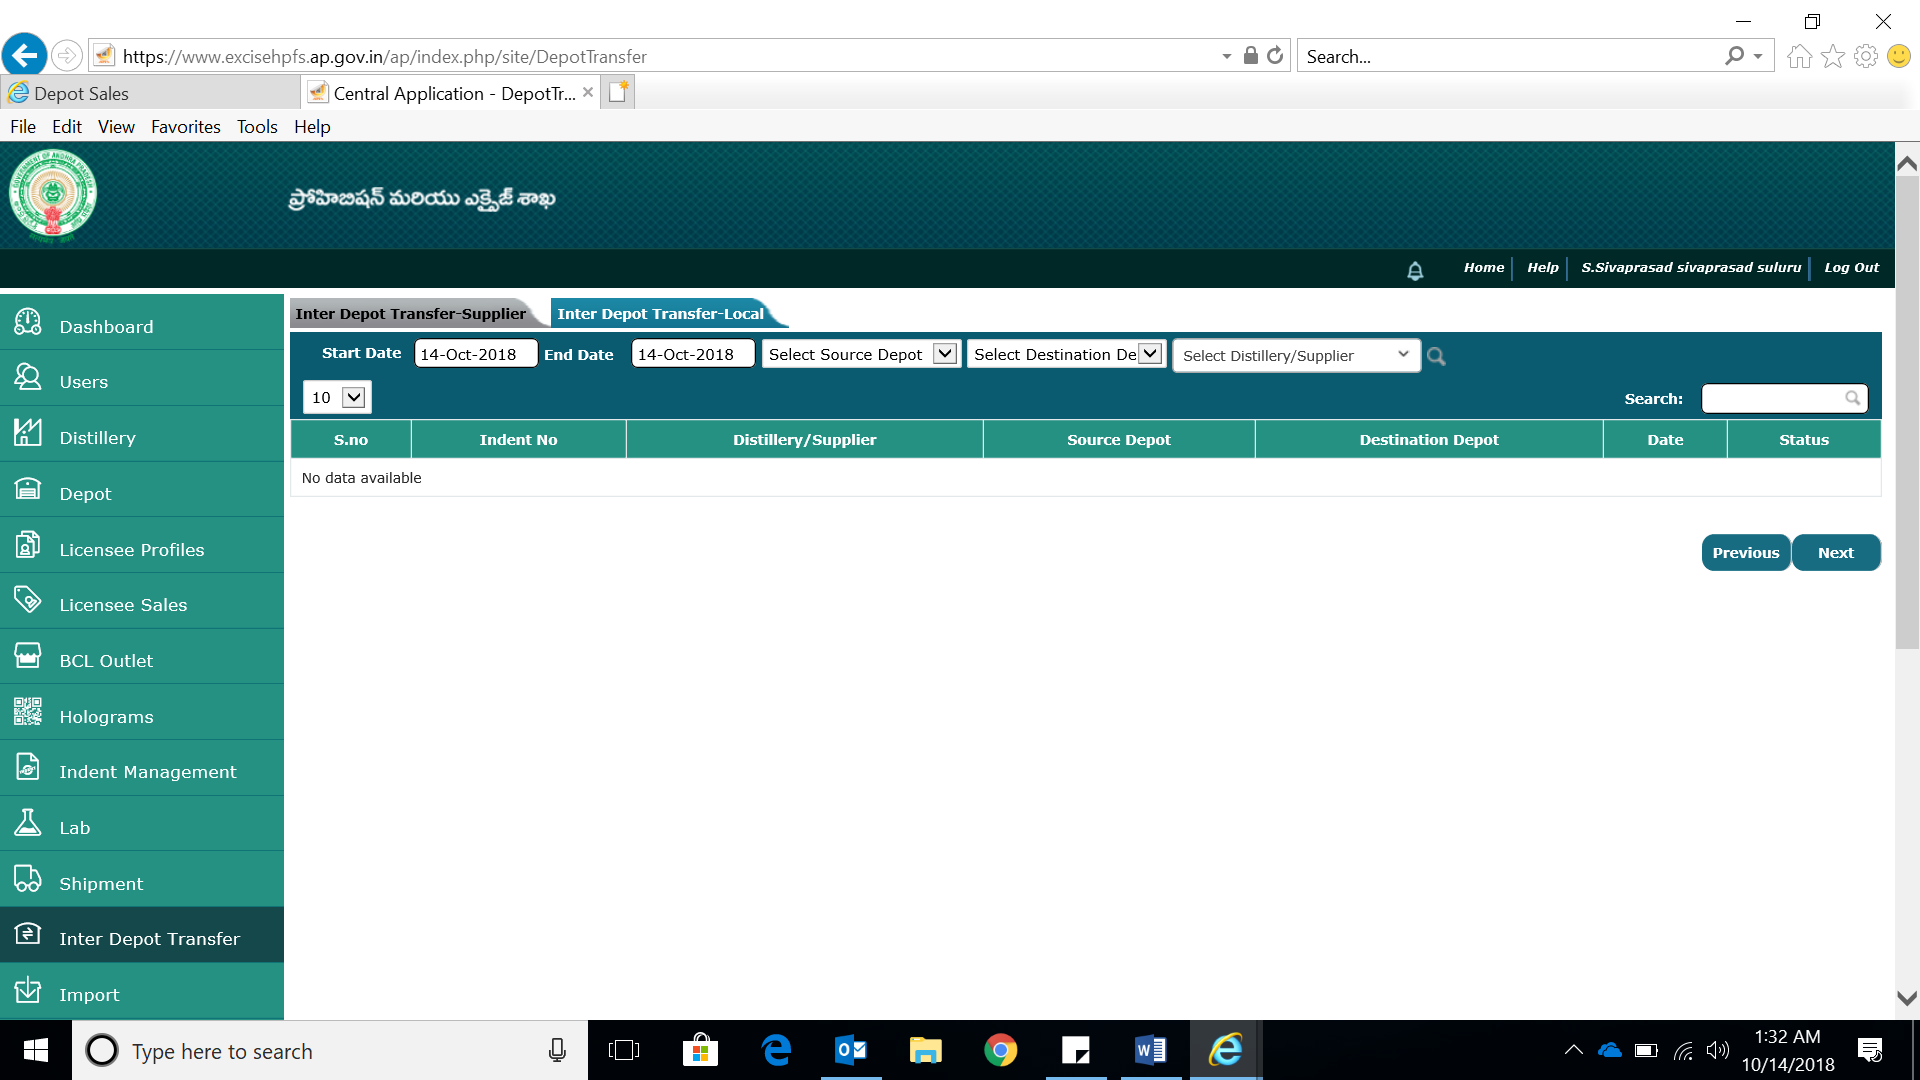 https://www.excisehpfs.ap.gov.in/ap/index.php/site/DepotTransfer
Search...
Depot Sales
Central Application - DepotTr...
File Edit View Favorites Tools Help
ప్రోహిబిషన్ మరియు ఎక్సైజ్ శాఖ
Home Help S.Sivaprasad sivaprasad suluru Log Out
Dashboard
Users
Distillery
Depot
Licensee Profiles
Licensee Sales
BCL Outlet
Holograms
Indent Management
Lab
Shipment
Inter Depot Transfer
Import
Inter Depot Transfer-Supplier Inter Depot Transfer-Local
Start Date 14-Oct-2018 End Date 14-Oct-2018 Select Source Depot Select Destination De Select Distillery/Supplier
10 Search:
S.no Indent No Distillery/Supplier Source Depot Destination Depot Date Status
No data available
Previous Next
Type here to search
1:32 AM
10/14/2018